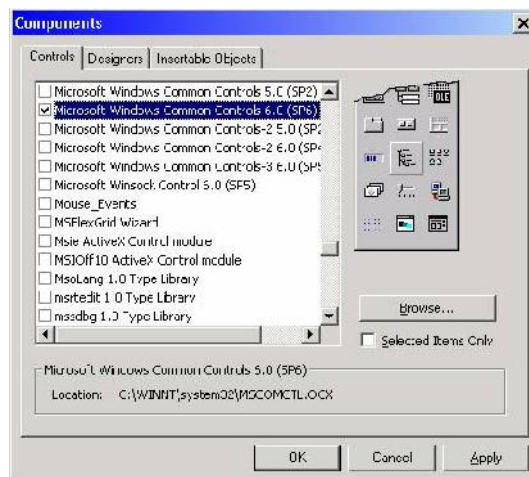 Components
Controls
Designers
Insertable Objects
Microsoft Windows Common Controls 5.0 (SP2)
Microsoft Windows Common Controls 6.0 (SP6)
Microsoft Windows Common Controls-2 5.0 (SP2
Microsoft Windows Common Controls-2 6.0 (SP4
Microsoft Windows Common Controls-3 6.0 (SP5
Microsoft Winsock Control 6.0 (SP5)
Mouse_Events
MSFlexGrid Wizard
Msie ActiveX Control module
MSIOff10 ActiveX Control module
MsoLang 1.0 Type Library
msrtedit 1.0 Type Library
mssdbg 1.0 Type Library
OLE
Browse...
Selected Items Only
Microsoft Windows Common Controls 6.0 (SP6)
Location: C:\WINNT\system32\MSCOMCTL.OCX
OK
Cancel
Apply